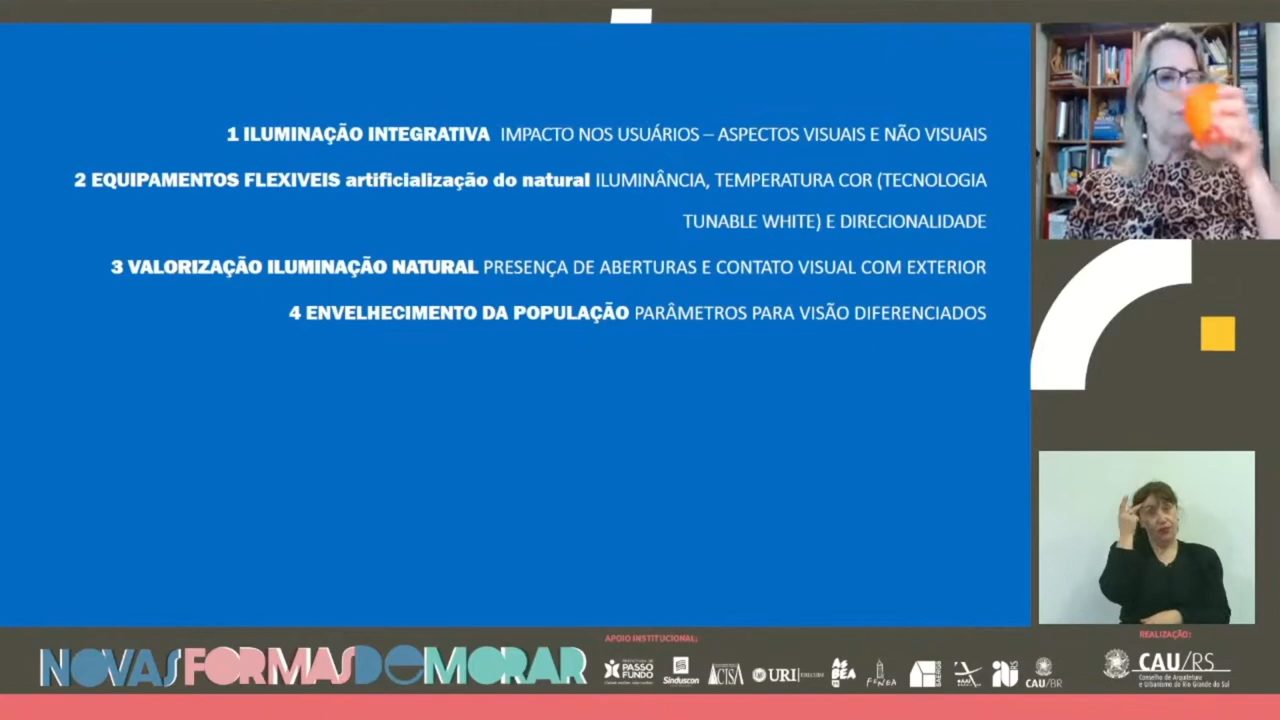 1 ILUMINAÇÃO INTEGRATIVA IMPACTO NOS USUÁRIOS – ASPECTOS VISUAIS E NÃO VISUAIS
2 EQUIPAMENTOS FLEXIVEIS artificialização do natural ILUMINÂNCIA, TEMPERATURA COR (TECNOLOGIA
TUNABLE WHITE) E DIRECIONALIDADE
3 VALORIZAÇÃO ILUMINAÇÃO NATURAL PRESENÇA DE ABERTURAS E CONTATO VISUAL COM EXTERIOR
4 ENVELHECIMENTO DA POPULAÇÃO PARÂMETROS PARA VISÃO DIFERENCIADOS
NOVAS FORMAS DE MORAR
APOIO INSTITUCIONAL:
PASSO
FUNDO
Sinduscon
URI
AS
BEA
FENEA
CAU/BR
REALIZAÇÃO:
CAU/RS
Conselho de Arquitetura
e Urbanismo do Rio Grande do Sul